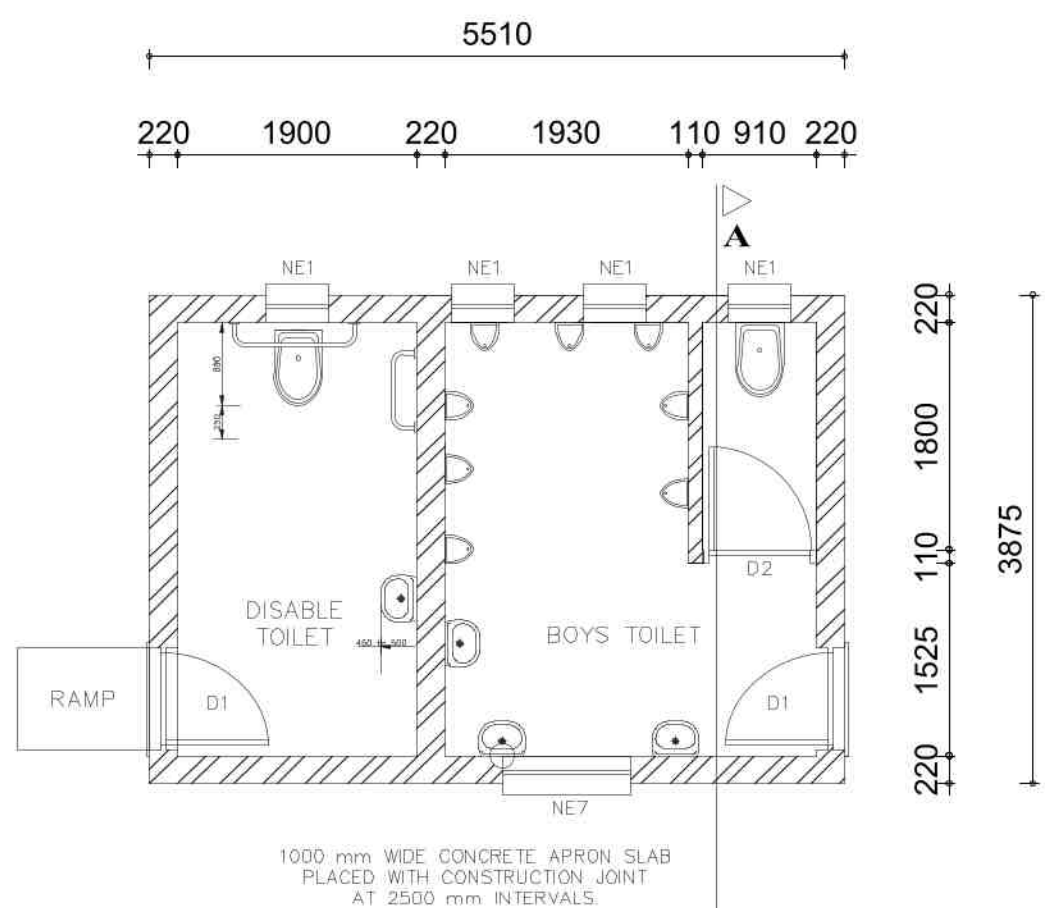 5510
220 1900 220 1930 110 910 220
A
NE1 NE1 NE1 NE1
220
1800
110
1525
220
3875
D2
DISABLE
TOILET
BOYS TOILET
RAMP
D1
D1
NE7
1000 mm WIDE CONCRETE APRON SLAB
PLACED WITH CONSTRUCTION JOINT
AT 2500 mm INTERVALS.